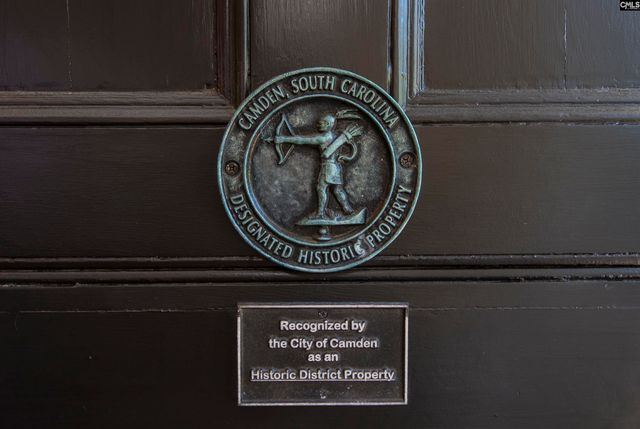 CMLS
CAMDEN, SOUTH CAROLINA
DESIGNATED HISTORIC PROPERTY
Recognized by
the City of Camden
as an
Historic District Property